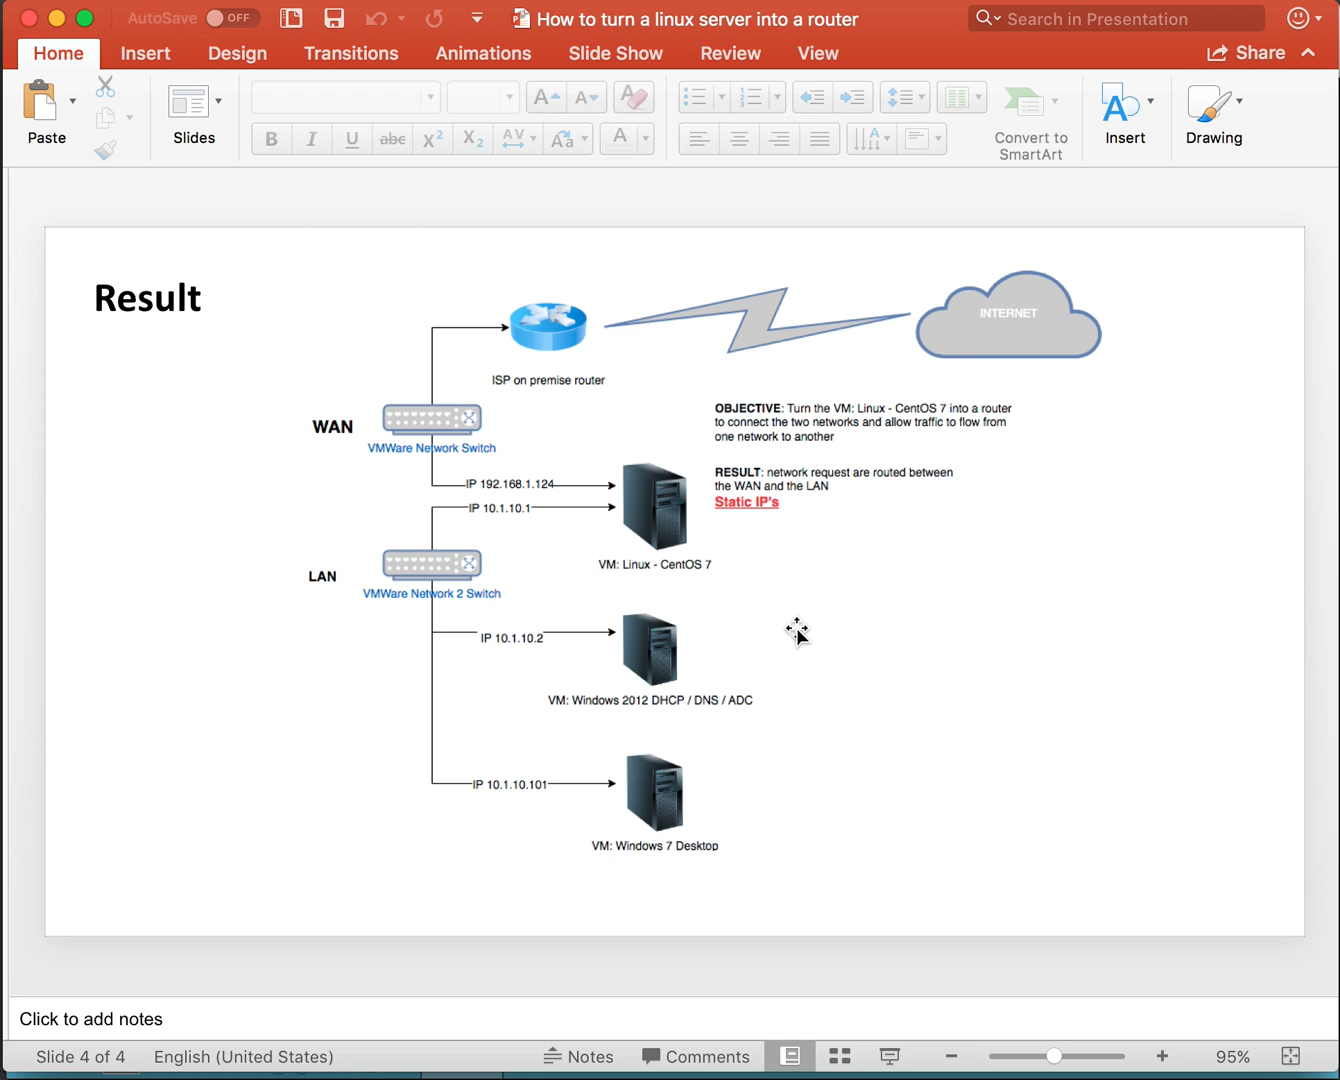 AutoSave OFF
How to turn a linux server into a router
Search in Presentation
Home Insert Design Transitions Animations Slide Show Review View
Share
Paste
Slides
B I U abc X² X₂ AV Aa A
Convert to
SmartArt
Insert
Drawing
Result
INTERNET
ISP on premise router
WAN
VMWare Network Switch
OBJECTIVE: Turn the VM: Linux - CentOS 7 into a router
to connect the two networks and allow traffic to flow from
one network to another
RESULT: network request are routed between
the WAN and the LAN
Static IP's
IP 192.168.1.124
IP 10.1.10.1
VM: Linux - CentOS 7
LAN
VMWare Network 2 Switch
IP 10.1.10.2
VM: Windows 2012 DHCP / DNS / ADC
IP 10.1.10.101
VM: Windows 7 Desktop
Click to add notes
Slide 4 of 4 English (United States) Notes Comments 95%